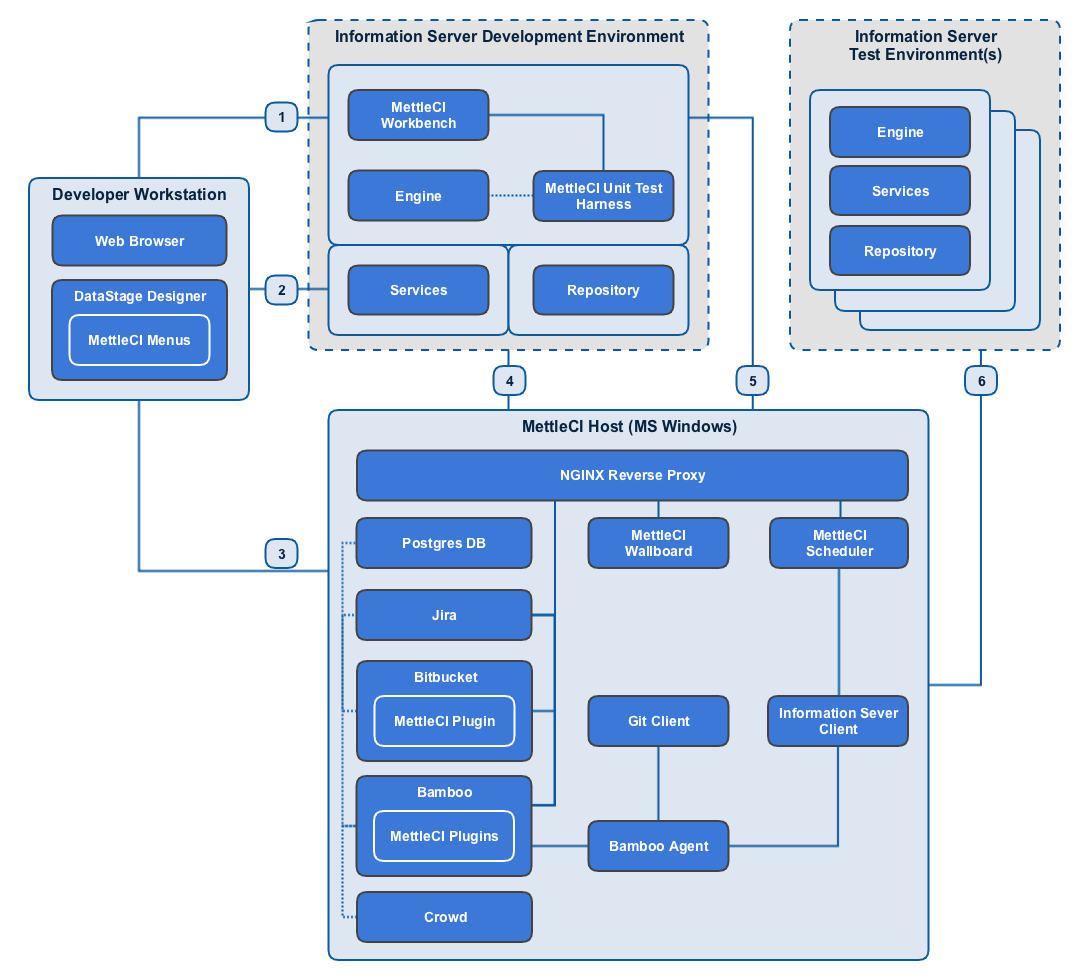 Information Server Development Environment
MettleCI
Workbench
Engine
MettleCI Unit Test
Harness
Services
Repository
Information Server
Test Environment(s)
Engine
Services
Repository
1
2
3
4
5
6
Developer Workstation
Web Browser
DataStage Designer
MettleCI Menus
MettleCI Host (MS Windows)
NGINX Reverse Proxy
Postgres DB
MettleCI
Wallboard
MettleCI
Scheduler
Jira
Bitbucket
MettleCI Plugin
Git Client
Information Sever
Client
Bamboo
MettleCI Plugins
Bamboo Agent
Crowd